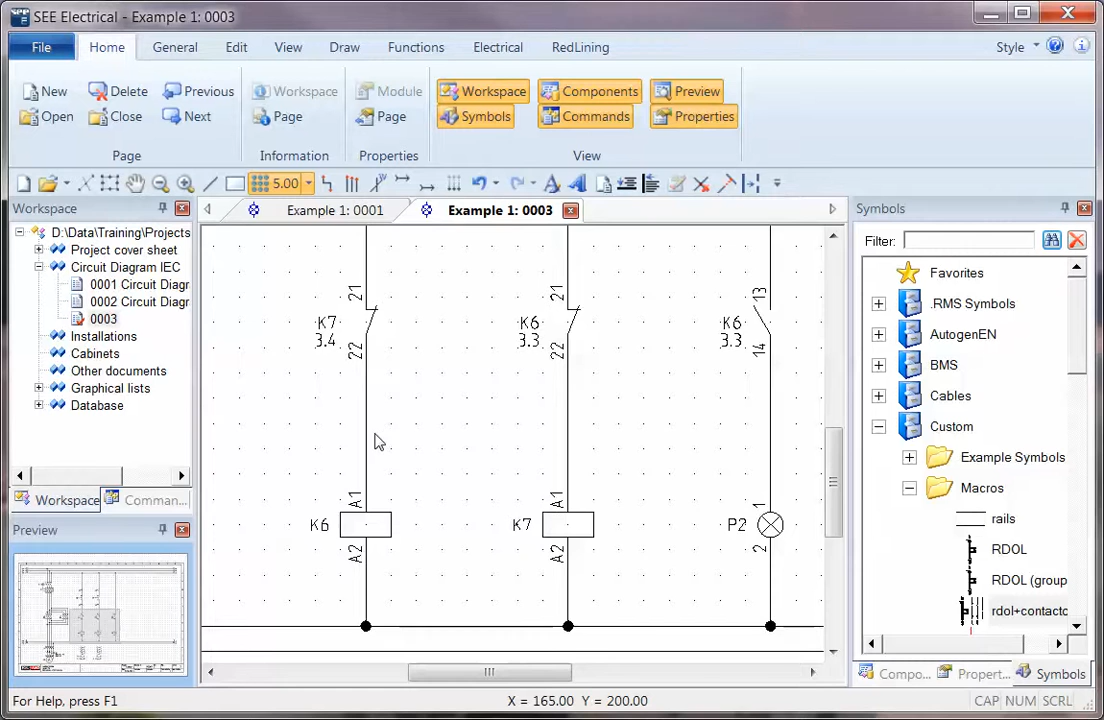 SEE Electrical - Example 1: 0003
File Home General Edit View Draw Functions Electrical RedLining Style
New Delete Previous Workspace Module Workspace Components Preview
Open Close Next Page Page Symbols Commands Properties
Page Information Properties View
5.00
Workspace
Example 1: 0001
Example 1: 0003
Symbols
D:\Data\Training\Projects
Project cover sheet
Circuit Diagram IEC
0001 Circuit Diagr
0002 Circuit Diagr
0003
Installations
Cabinets
Other documents
Graphical lists
Database
Workspace Comman...
Preview
21
K7
3.4
22
21
K6
3.3
22
13
K6
3.3
14
A1
K6
A2
A1
K7
A2
1
P2
2
Filter:
Favorites
.RMS Symbols
AutogenEN
BMS
Cables
Custom
Example Symbols
Macros
rails
RDOL
RDOL (group
rdol+contacto
Compo... Propert... Symbols
For Help, press F1
X = 165.00 Y = 200.00
CAP NUM SCRL